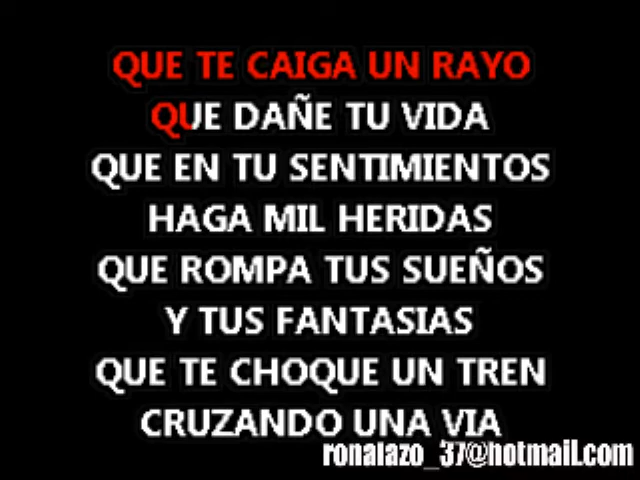 QUE TE CAIGA UN RAYO
QUE DAÑE TU VIDA
QUE EN TU SENTIMIENTOS
HAGA MIL HERIDAS
QUE ROMPA TUS SUEÑOS
Y TUS FANTASIAS
QUE TE CHOQUE UN TREN
CRUZANDO UNA VIA
ronalazo_37@hotmail.com